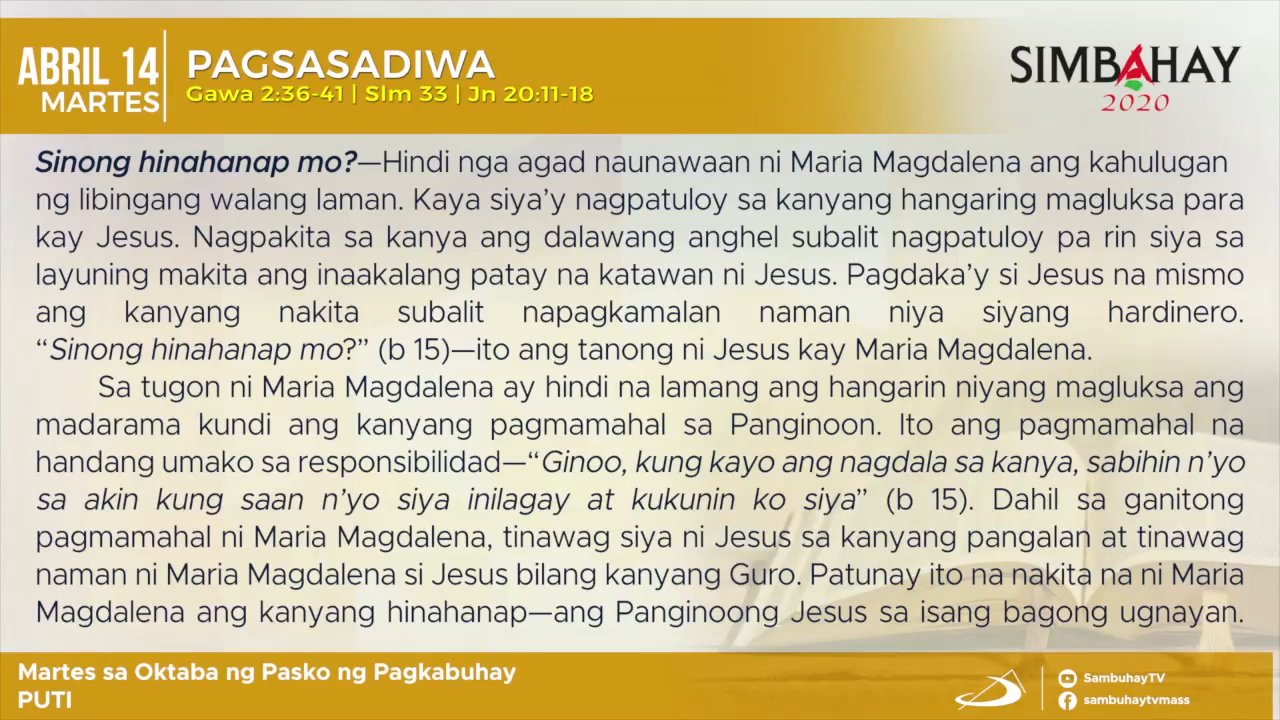 ABRIL 14
MARTES
PAGSASADIWA
Gawa 2:36-41 | Slm 33 | Jn 20:11-18
SIMBAHAY
2020
Sinong hinahanap mo?—Hindi nga agad naunawaan ni Maria Magdalena ang kahulugan
ng libingang walang laman. Kaya siya’y nagpatuloy sa kanyang hangaring magluksa para
kay Jesus. Nagpakita sa kanya ang dalawang anghel subalit nagpatuloy pa rin siya sa
layuning makita ang inaakalang patay na katawan ni Jesus. Pagdaka’y si Jesus na mismo
ang kanyang nakita subalit napagkamalan naman niya siyang hardinero.
“Sinong hinahanap mo?” (b 15)—ito ang tanong ni Jesus kay Maria Magdalena.
Sa tugon ni Maria Magdalena ay hindi na lamang ang hangarin niyang magluksa ang
madarama kundi ang kanyang pagmamahal sa Panginoon. Ito ang pagmamahal na
handang umako sa responsibilidad—“Ginoo, kung kayo ang nagdala sa kanya, sabihin n’yo
sa akin kung saan n’yo siya inilagay at kukunin ko siya” (b 15). Dahil sa ganitong
pagmamahal ni Maria Magdalena, tinawag siya ni Jesus sa kanyang pangalan at tinawag
naman ni Maria Magdalena si Jesus bilang kanyang Guro. Patunay ito na nakita na ni Maria
Magdalena ang kanyang hinahanap—ang Panginoong Jesus sa isang bagong ugnayan.
Martes sa Oktaba ng Pasko ng Pagkabuhay
PUTI
SambuhayTV
sambuhaytvmass